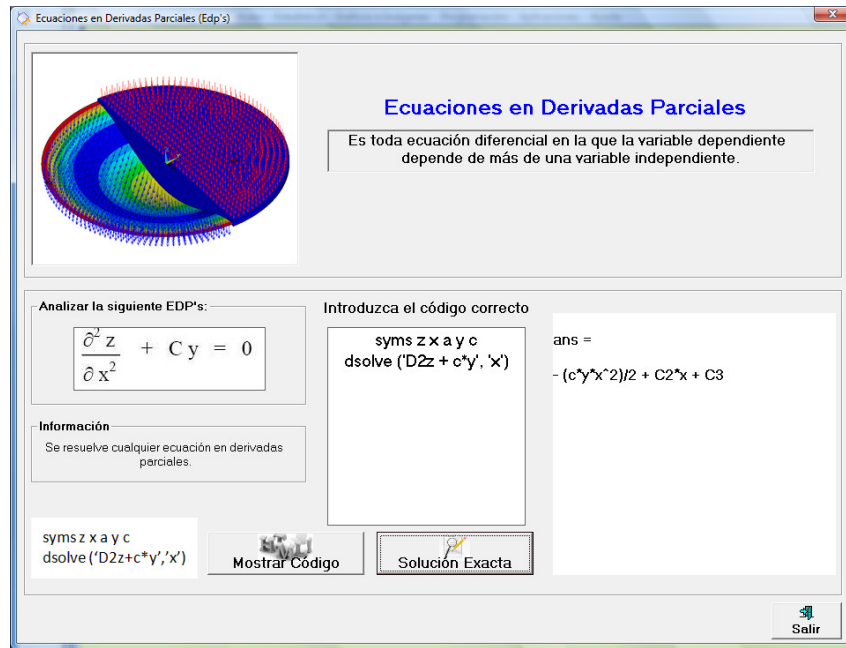 Ecuaciones en Derivadas Parciales (Edp's)
Ecuaciones en Derivadas Parciales
Es toda ecuación diferencial en la que la variable dependiente
depende de más de una variable independiente.
Analizar la siguiente EDP's:
∂² z / ∂ x² + C y = 0
Información
Se resuelve cualquier ecuación en derivadas
parciales.
syms z x a y c
dsolve (‘D2z+c*y’,’x’)
Introduzca el código correcto
syms z x a y c
dsolve ('D2z + c*y', 'x')
Mostrar Código
Solución Exacta
ans =
- (c*y*x^2)/2 + C2*x + C3
Salir